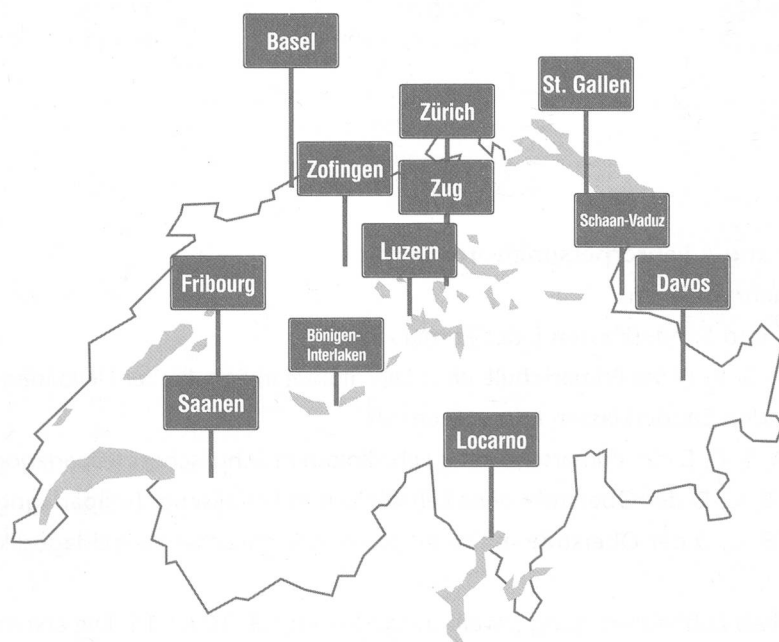 Basel
St. Gallen
Zürich
Zofingen
Zug
Schaan-Vaduz
Luzern
Fribourg
Davos
Bönigen-
Interlaken
Saanen
Locarno